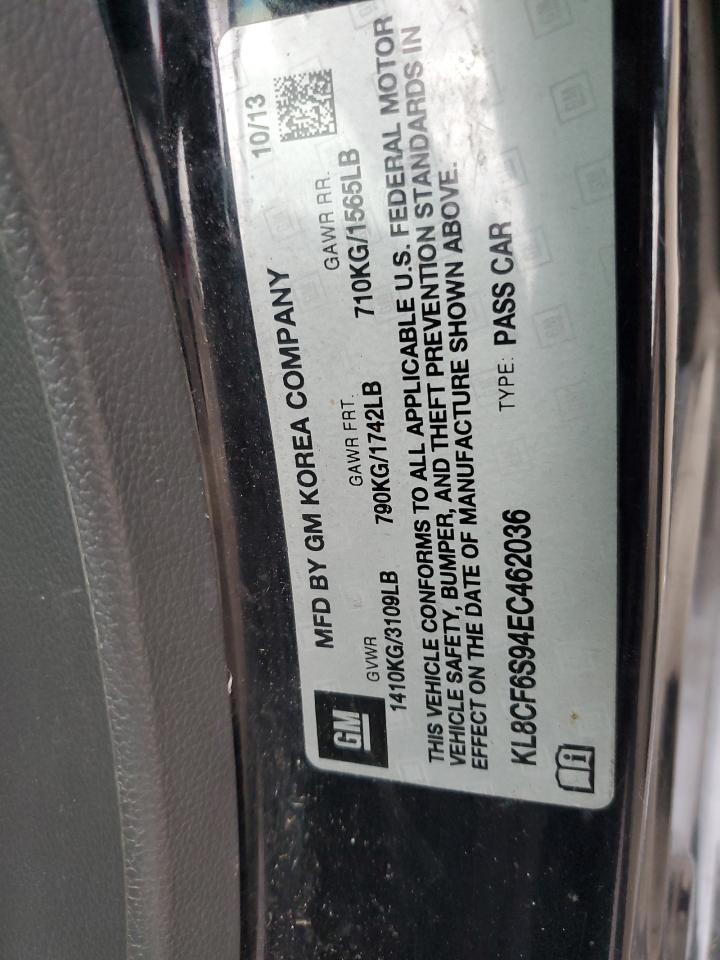 GM
MFD BY GM KOREA COMPANY 10/13
GVWR GAWR FRT. GAWR RR.
1410KG/3109LB 790KG/1742LB 710KG/1565LB
THIS VEHICLE CONFORMS TO ALL APPLICABLE U.S. FEDERAL MOTOR
VEHICLE SAFETY, BUMPER, AND THEFT PREVENTION STANDARDS IN
EFFECT ON THE DATE OF MANUFACTURE SHOWN ABOVE.
KL8CF6S94EC462036 TYPE: PASS CAR